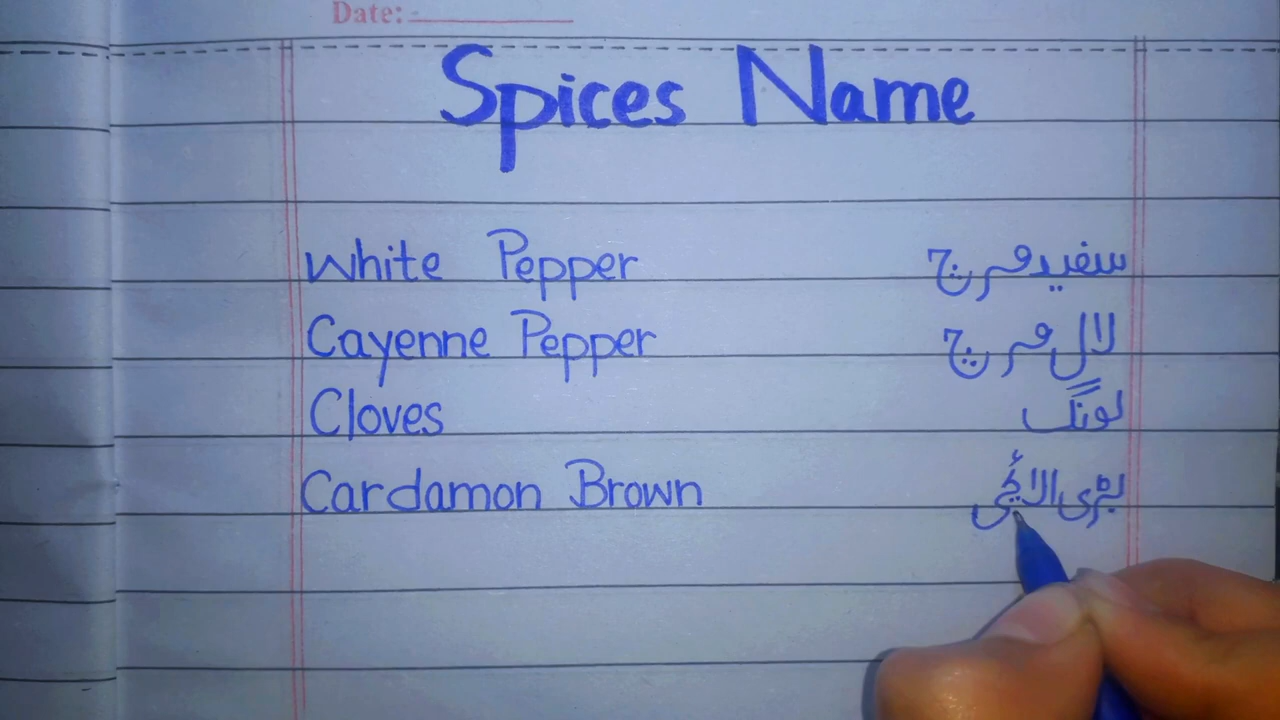 Date:
Spices Name
White Pepper سفید مرچ
Cayenne Pepper لال مرچ
Cloves لونگ
Cardamon Brown بڑی الائچی